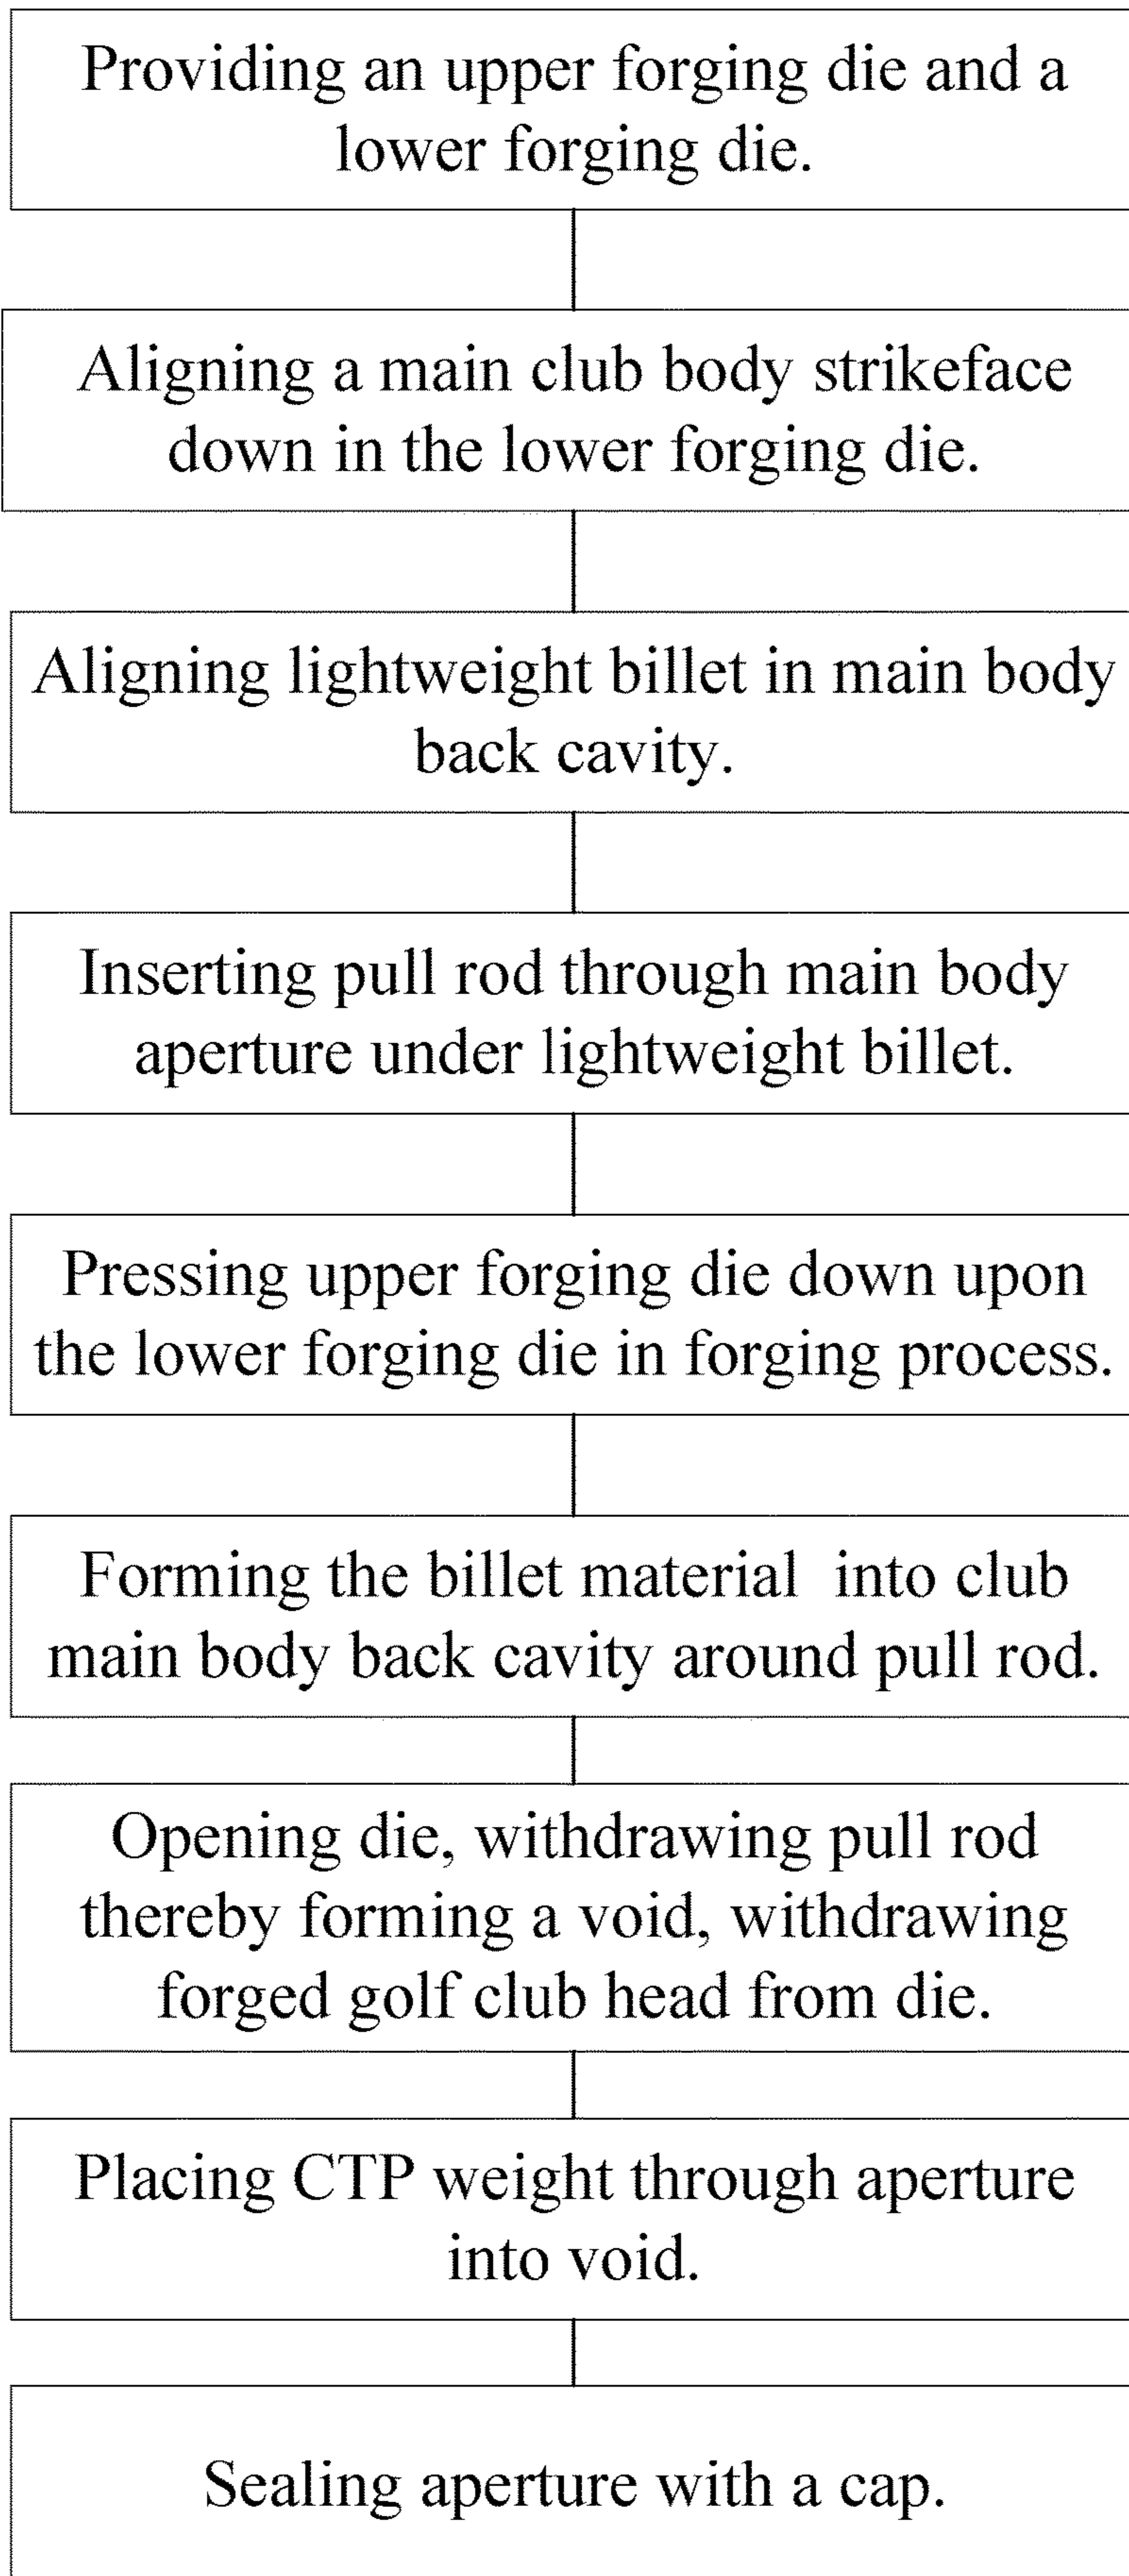 Providing an upper forging die and a
lower forging die.
Aligning a main club body strikeface
down in the lower forging die.
Aligning lightweight billet in main body
back cavity.
Inserting pull rod through main body
aperture under lightweight billet.
Pressing upper forging die down upon
the lower forging die in forging process.
Forming the billet material  into club
main body back cavity around pull rod.
Opening die, withdrawing pull rod
thereby forming a void, withdrawing
forged golf club head from die.
Placing CTP weight through aperture
into void.
Sealing aperture with a cap.